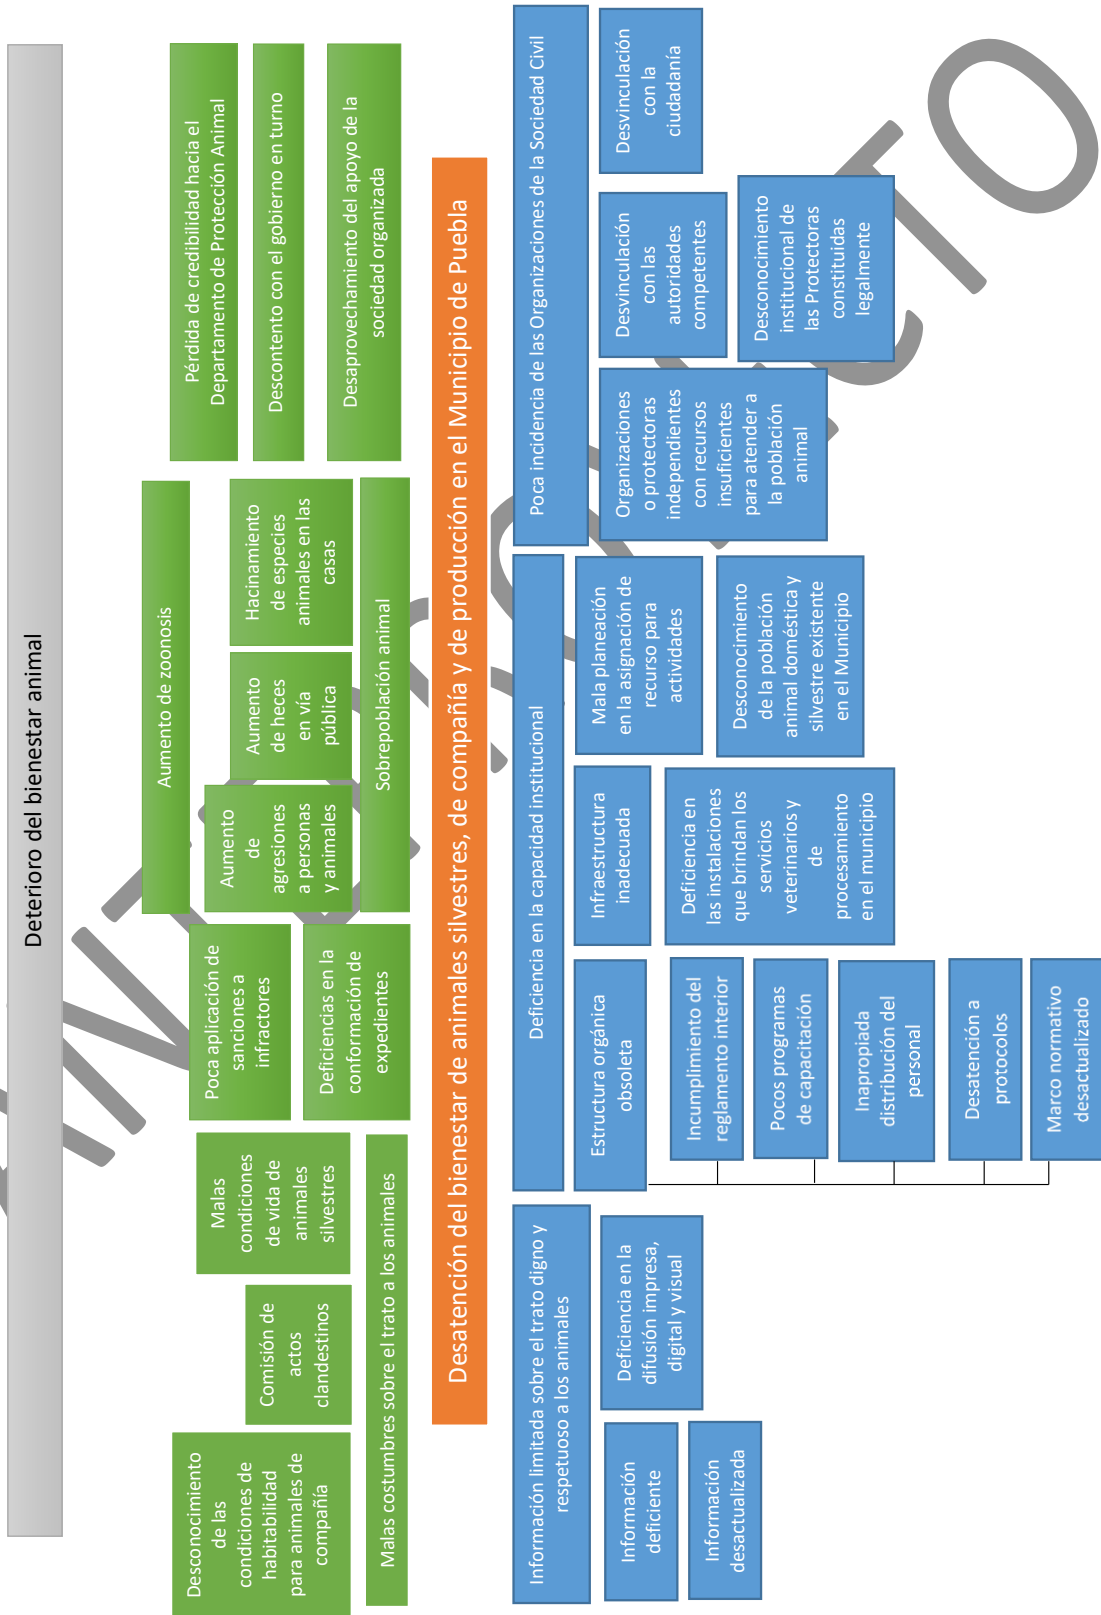 Deterioro del bienestar animal
Desconocimiento
de las
condiciones de
habitabilidad
para animales de
compañía
Comisión de
actos
clandestinos
Malas
condiciones
de vida de
animales
silvestres
Malas costumbres sobre el trato a los animales
Poca aplicación de
sanciones a
infractores
Deficiencias en la
conformación de
expedientes
Aumento de zoonosis
Aumento
de
agresiones
a personas
y animales
Aumento
de heces
en vía
pública
Hacinamiento
de especies
animales en las
casas
Sobrepoblación animal
Pérdida de credibilidad hacia el
Departamento de Protección Animal
Descontento con el gobierno en turno
Desaprovechamiento del apoyo de la
sociedad organizada
Desatención del bienestar de animales silvestres, de compañía y de producción en el Municipio de Puebla
Información limitada sobre el trato digno y
respetuoso a los animales
Información
deficiente
Información
desactualizada
Deficiencia en la
difusión impresa,
digital y visual
Deficiencia en la capacidad institucional
Estructura orgánica
obsoleta
Incumplimiento del
reglamento interior
Pocos programas
de capacitación
Inapropiada
distribución del
personal
Desatención a
protocolos
Marco normativo
desactualizado
Infraestructura
inadecuada
Deficiencia en
las instalaciones
que brindan los
servicios
veterinarios y
de
procesamiento
en el municipio
Mala planeación
en la asignación de
recurso para
actividades
Desconocimiento
de la población
animal doméstica y
silvestre existente
en el Municipio
Poca incidencia de las Organizaciones de la Sociedad Civil
Organizaciones
o protectoras
independientes
con recursos
insuficientes
para atender a
la población
animal
Desvinculación
con las
autoridades
competentes
Desconocimiento
institucional de
las Protectoras
constituidas
legalmente
Desvinculación
con la
ciudadanía